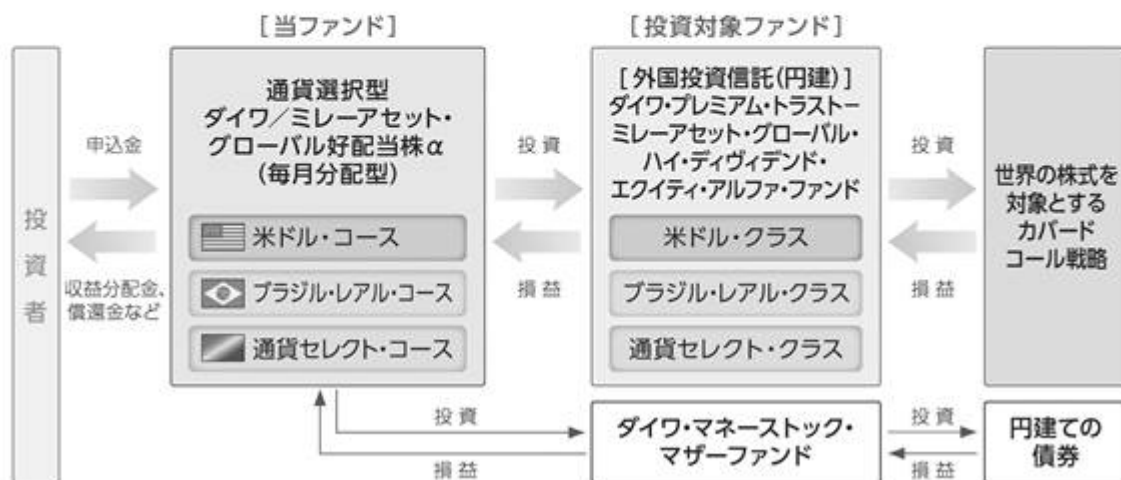 [当ファンド]
[投資対象ファンド]
投資者
申込金
収益分配金、
償還金など
通貨選択型
ダイワ/ミレーアセット・
グローバル好配当株α
(毎月分配型)
米ドル・コース
ブラジル・レアル・コース
通貨セレクト・コース
投資
損益
[外国投資信託(円建)]
ダイワ・プレミアム・トラスト－
ミレーアセット・グローバル・
ハイ・ディヴィデンド・
エクイティ・アルファ・ファンド
米ドル・クラス
ブラジル・レアル・クラス
通貨セレクト・クラス
投資
損益
世界の株式を
対象とする
カバード
コール戦略
投資
損益
ダイワ・マネーストック・
マザーファンド
投資
損益
円建ての
債券